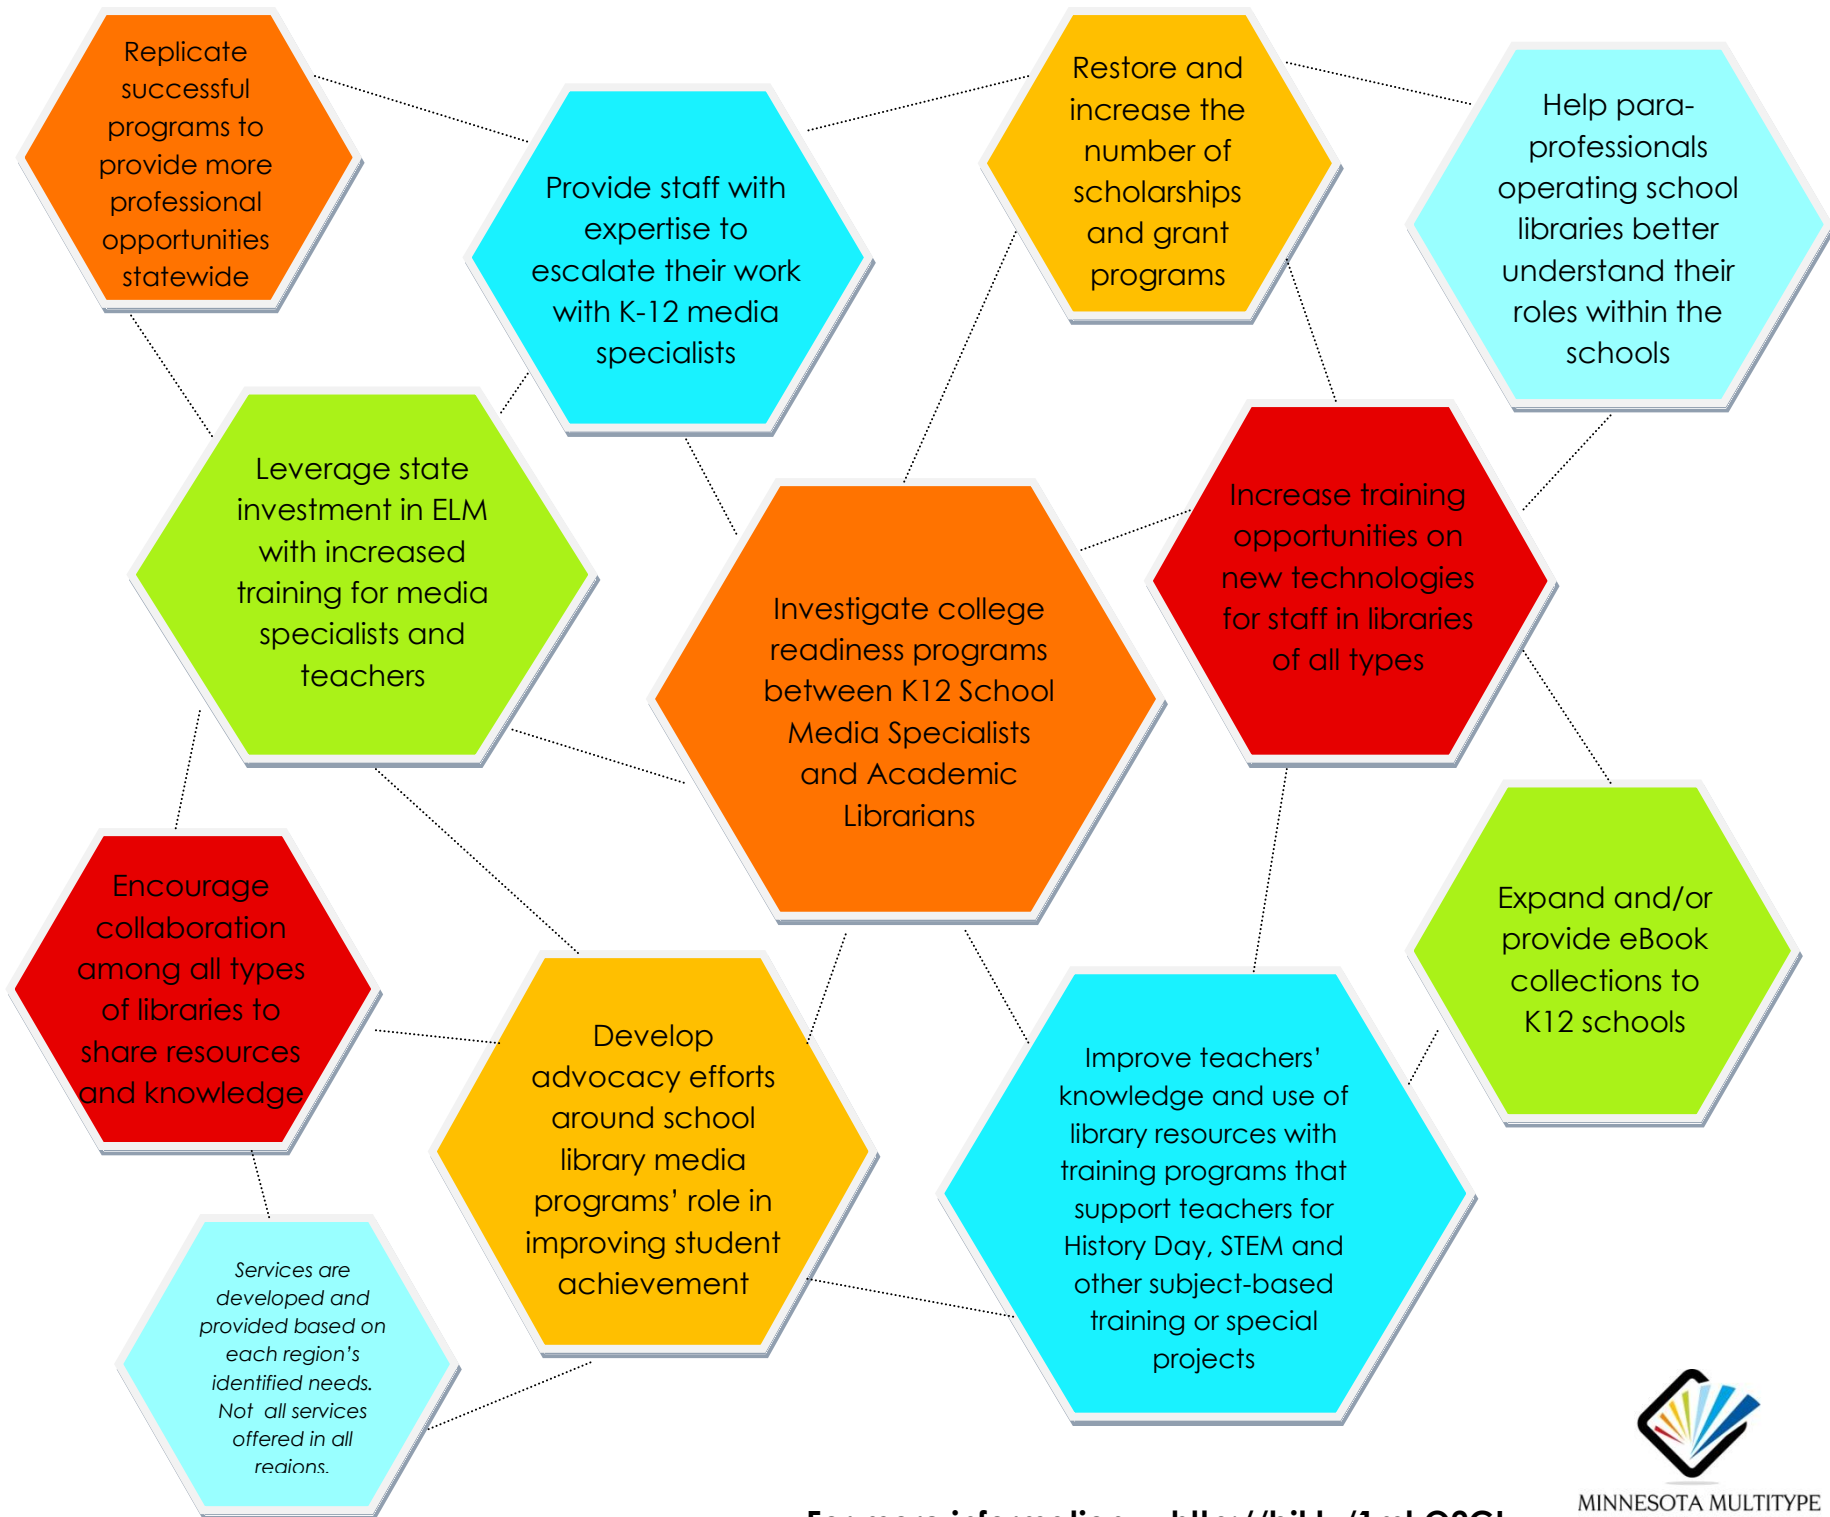 Replicate
successful
programs to
provide more
professional
opportunities
statewide
Provide staff with
expertise to
escalate their work
with K-12 media
specialists
Restore and
increase the
number of
scholarships
and grant
programs
Help para-
professionals
operating school
libraries better
understand their
roles within the
schools
Leverage state
investment in ELM
with increased
training for media
specialists and
teachers
Investigate college
readiness programs
between K12 School
Media Specialists
and Academic
Librarians
Increase training
opportunities on
new technologies
for staff in libraries
of all types
Encourage
collaboration
among all types
of libraries to
share resources
and knowledge
Develop
advocacy efforts
around school
library media
programs’ role in
improving student
achievement
Improve teachers’
knowledge and use of
library resources with
training programs that
support teachers for
History Day, STEM and
other subject-based
training or special
projects
Expand and/or
provide eBook
collections to
K12 schools
Services are
developed and
provided based on
each region’s
identified needs.
Not all services
offered in all
regions.
For more information
MINNESOTA MULTITYPE